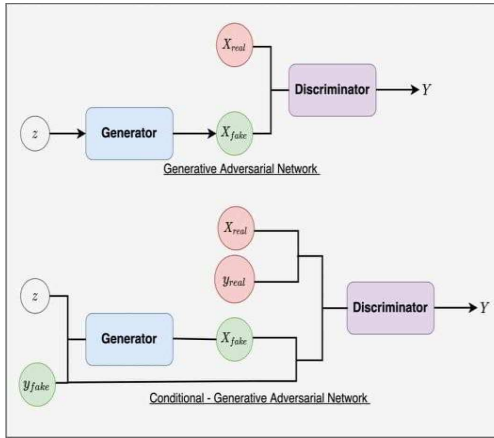 X_real
Discriminator
Y
z
Generator
X_fake
Generative Adversarial Network
X_real
y_real
z
Discriminator
Y
Generator
X_fake
y_fake
Conditional - Generative Adversarial Network